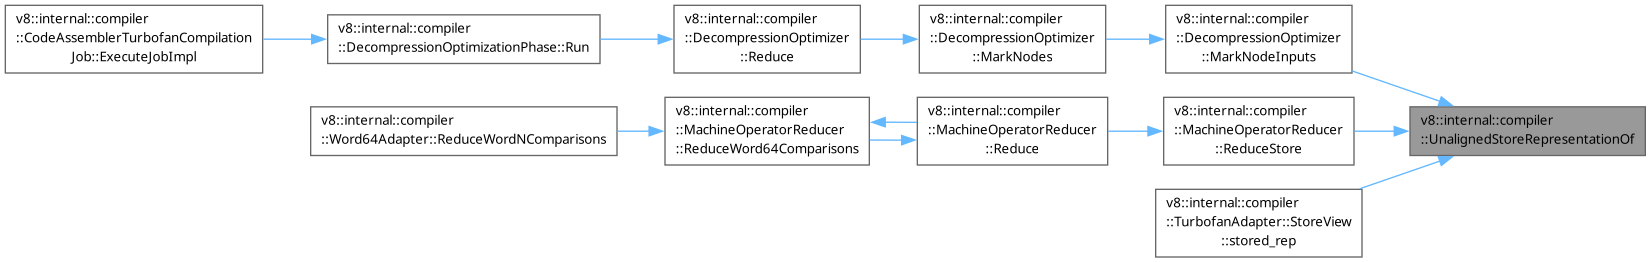 v8::internal::compiler
::CodeAssemblerTurbofanCompilation
Job::ExecuteJobImpl
v8::internal::compiler
::DecompressionOptimizationPhase::Run
v8::internal::compiler
::DecompressionOptimizer
::Reduce
v8::internal::compiler
::DecompressionOptimizer
::MarkNodes
v8::internal::compiler
::DecompressionOptimizer
::MarkNodeInputs
v8::internal::compiler
::Word64Adapter::ReduceWordNComparisons
v8::internal::compiler
::MachineOperatorReducer
::ReduceWord64Comparisons
v8::internal::compiler
::MachineOperatorReducer
::Reduce
v8::internal::compiler
::MachineOperatorReducer
::ReduceStore
v8::internal::compiler
::UnalignedStoreRepresentationOf
v8::internal::compiler
::TurbofanAdapter::StoreView
::stored_rep